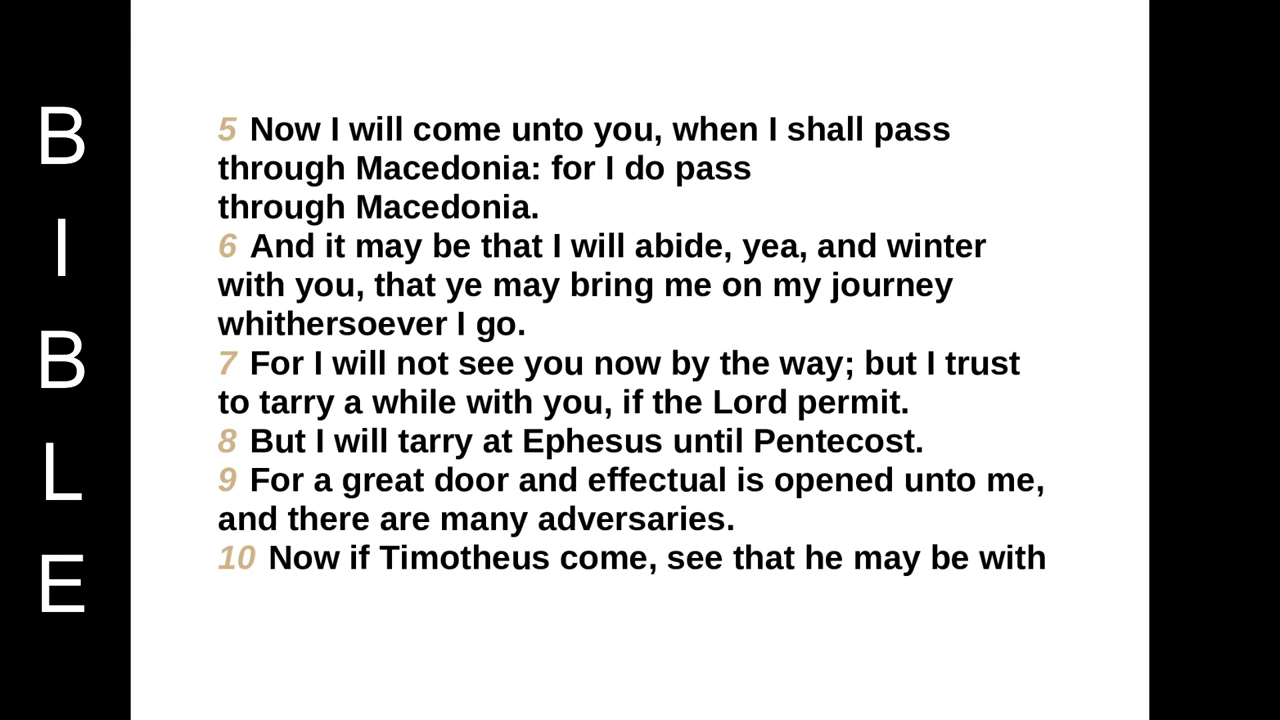 BIBLE
5 Now I will come unto you, when I shall pass
through Macedonia: for I do pass
through Macedonia.
6 And it may be that I will abide, yea, and winter
with you, that ye may bring me on my journey
whithersoever I go.
7 For I will not see you now by the way; but I trust
to tarry a while with you, if the Lord permit.
8 But I will tarry at Ephesus until Pentecost.
9 For a great door and effectual is opened unto me,
and there are many adversaries.
10 Now if Timotheus come, see that he may be with